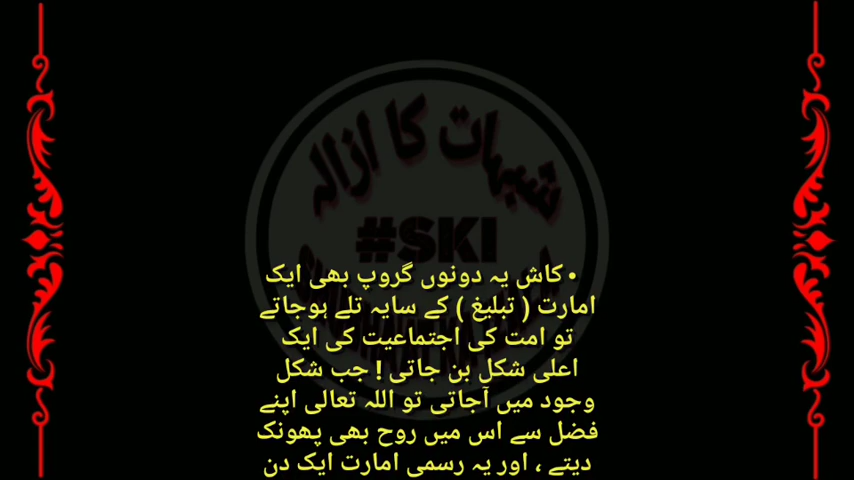 شبہات کا ازالہ
#SKI
• کاش یہ دونوں گروپ بھی ایک
امارت ( تبلیغ ) کے سایہ تلے ہوجاتے
تو امت کی اجتماعیت کی ایک
اعلی شکل بن جاتی ! جب شکل
وجود میں آجاتی تو اللہ تعالی اپنے
فضل سے اس میں روح بھی پھونک
دیتے ، اور یہ رسمی امارت ایک دن